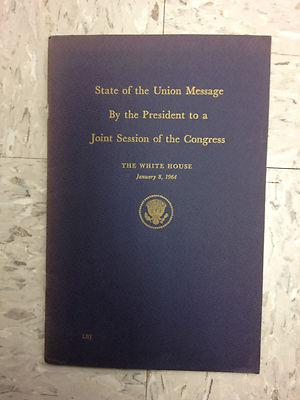 State of the Union Message
By the President to a
Joint Session of the Congress
THE WHITE HOUSE
January 8, 1964
LBJ